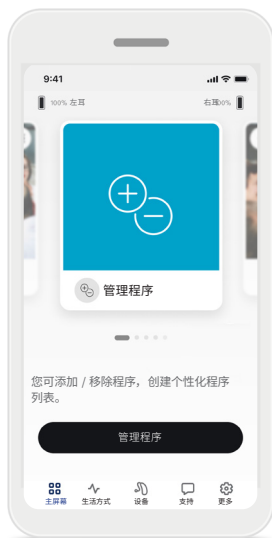 9:41
100% 左耳 右耳00%
管理程序
您可添加 / 移除程序，创建个性化程序
列表。
管理程序
主屏幕 生活方式 设备 支持 更多